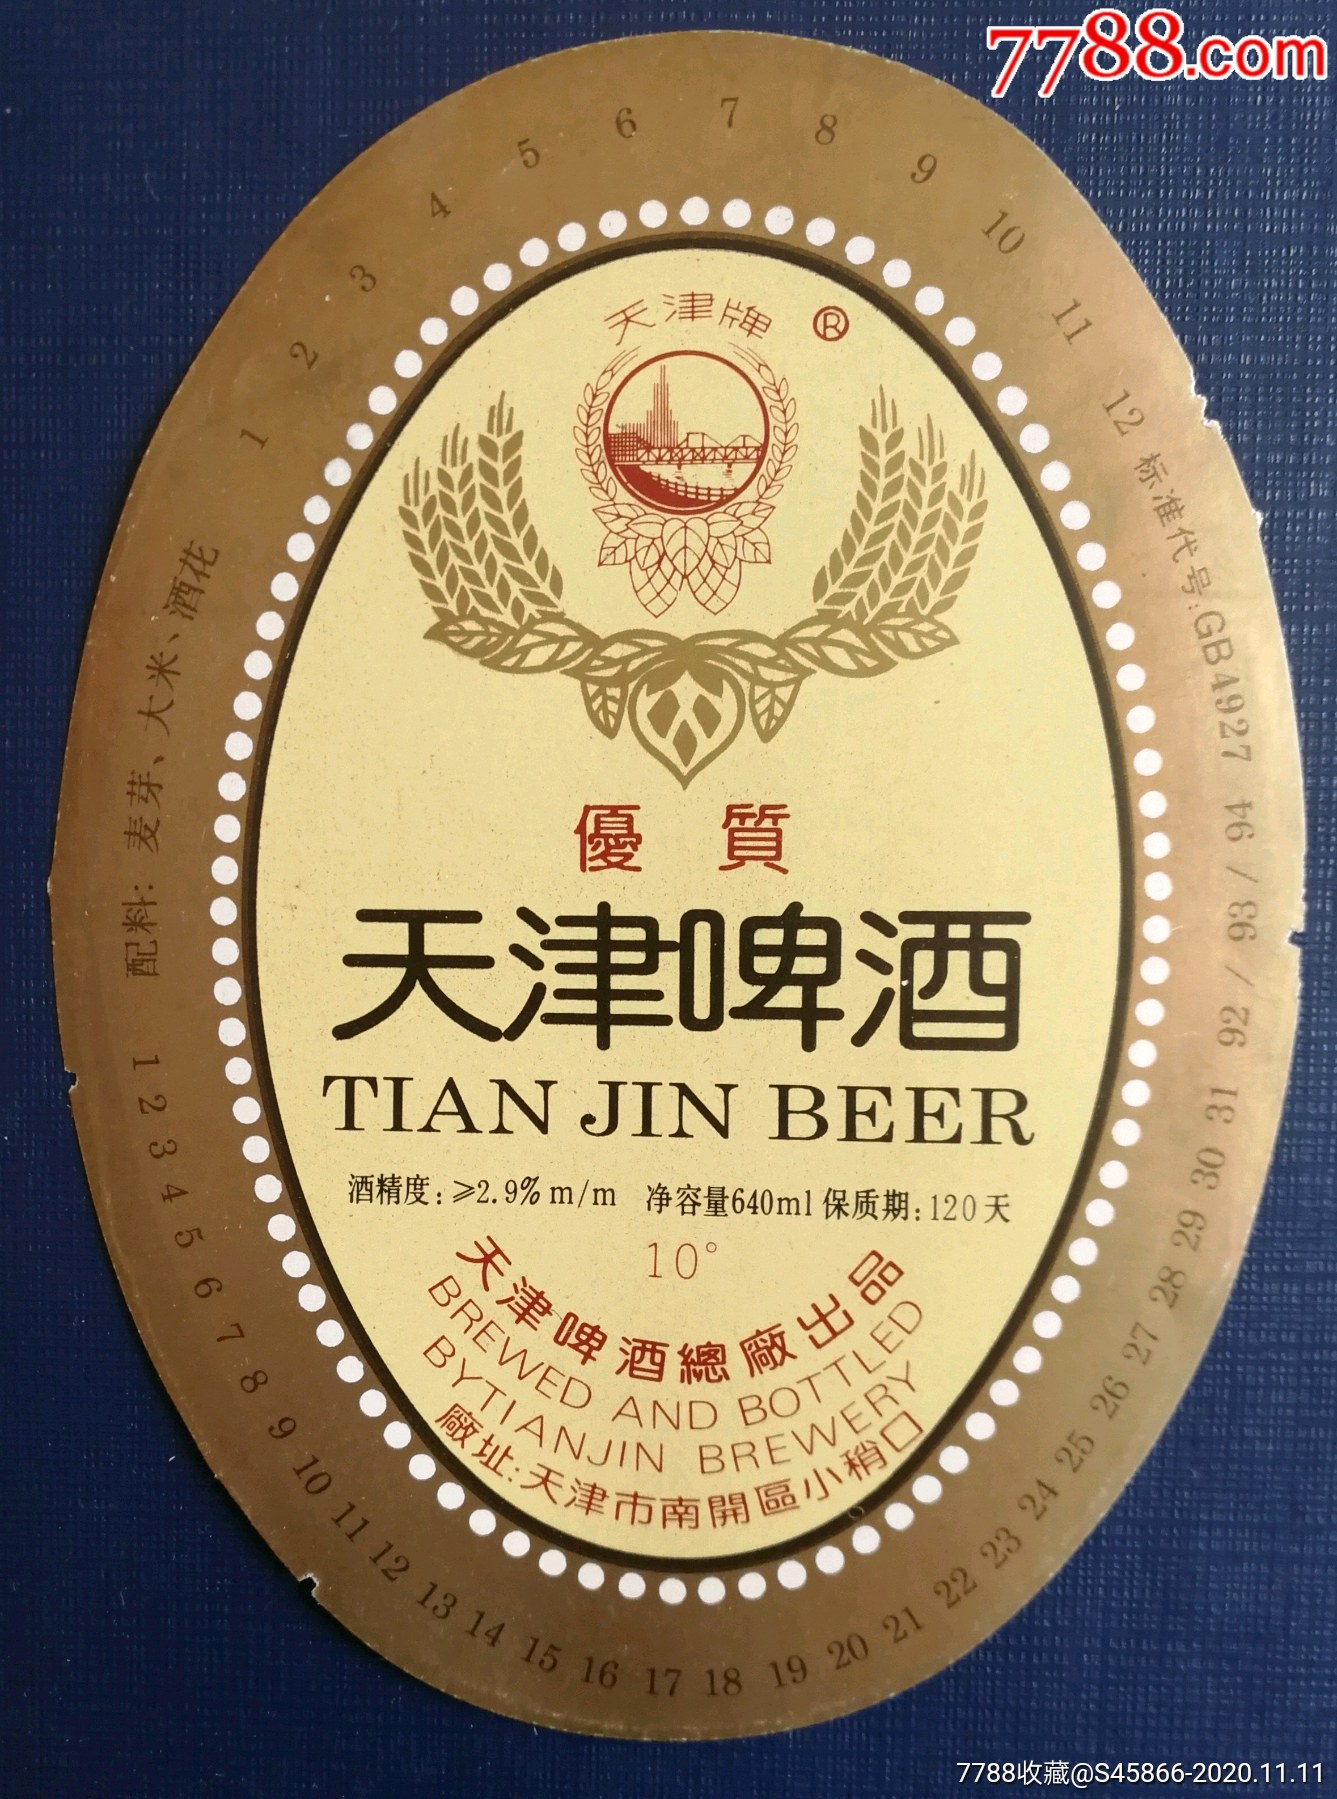 7788.com
1 2 3 4 5 6 7 8 9 10 11 12 标准代号:GB4927
94 / 93 / 92
天津牌 ®
優 質
天津啤酒
TIAN JIN BEER
酒精度:≥2.9% m/m 净容量640ml 保质期:120天
10°
天津啤酒總廠出品
BREWED AND BOTTLED
BYTIANJIN BREWERY
廠址:天津市南開區小稍口
配料: 麦芽、大米、酒花
1 2 3 4 5 6 7 8 9 10 11 12 13 14 15 16 17 18 19 20 21 22 23 24 25 26 27 28 29 30 31
7788收藏@S45866-2020.11.11